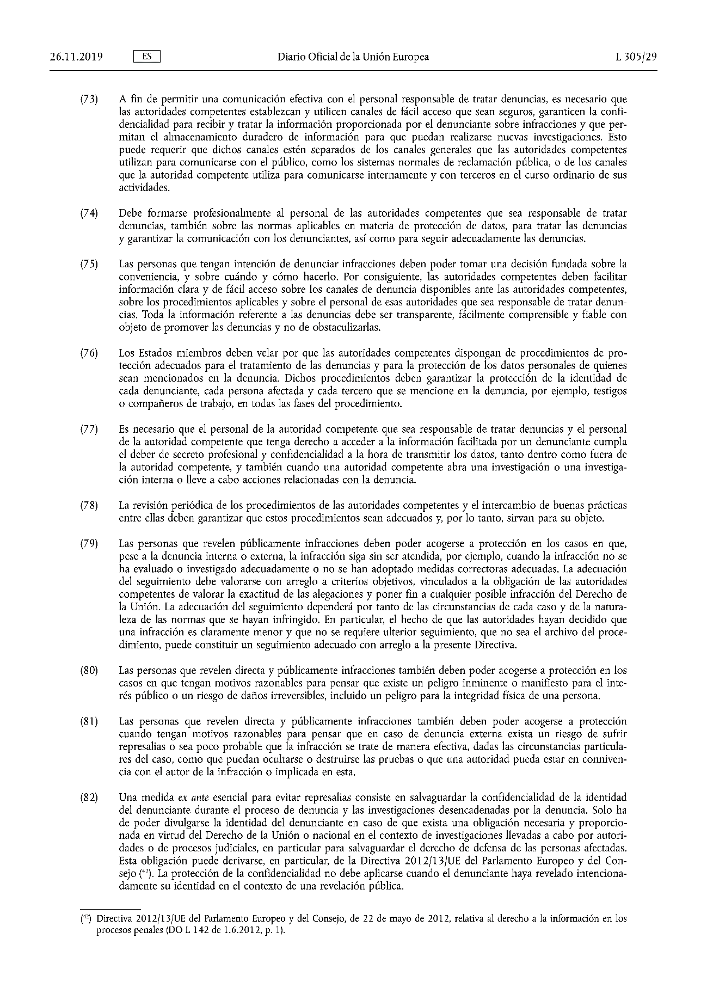 26.11.2019 ES Diario Oficial de la Unión Europea L 305/29
(73) A fin de permitir una comunicación efectiva con el personal responsable de tratar denuncias, es necesario que
las autoridades competentes establezcan y utilicen canales de fácil acceso que sean seguros, garanticen la confi-
dencialidad para recibir y tratar la información proporcionada por el denunciante sobre infracciones y que per-
mitan el almacenamiento duradero de información para que puedan realizarse nuevas investigaciones. Esto
puede requerir que dichos canales estén separados de los canales generales que las autoridades competentes
utilizan para comunicarse con el público, como los sistemas normales de reclamación pública, o de los canales
que la autoridad competente utiliza para comunicarse internamente y con terceros en el curso ordinario de sus
actividades.
(74) Debe formarse profesionalmente al personal de las autoridades competentes que sea responsable de tratar
denuncias, también sobre las normas aplicables en materia de protección de datos, para tratar las denuncias
y garantizar la comunicación con los denunciantes, así como para seguir adecuadamente las denuncias.
(75) Las personas que tengan intención de denunciar infracciones deben poder tomar una decisión fundada sobre la
conveniencia, y sobre cuándo y cómo hacerlo. Por consiguiente, las autoridades competentes deben facilitar
información clara y de fácil acceso sobre los canales de denuncia disponibles ante las autoridades competentes,
sobre los procedimientos aplicables y sobre el personal de esas autoridades que sea responsable de tratar denun-
cias. Toda la información referente a las denuncias debe ser transparente, fácilmente comprensible y fiable con
objeto de promover las denuncias y no de obstaculizarlas.
(76) Los Estados miembros deben velar por que las autoridades competentes dispongan de procedimientos de pro-
tección adecuados para el tratamiento de las denuncias y para la protección de los datos personales de quienes
sean mencionados en la denuncia. Dichos procedimientos deben garantizar la protección de la identidad de
cada denunciante, cada persona afectada y cada tercero que se mencione en la denuncia, por ejemplo, testigos
o compañeros de trabajo, en todas las fases del procedimiento.
(77) Es necesario que el personal de la autoridad competente que sea responsable de tratar denuncias y el personal
de la autoridad competente que tenga derecho a acceder a la información facilitada por un denunciante cumpla
el deber de secreto profesional y confidencialidad a la hora de transmitir los datos, tanto dentro como fuera de
la autoridad competente, y también cuando una autoridad competente abra una investigación o una investiga-
ción interna o lleve a cabo acciones relacionadas con la denuncia.
(78) La revisión periódica de los procedimientos de las autoridades competentes y el intercambio de buenas prácticas
entre ellas deben garantizar que estos procedimientos sean adecuados y, por lo tanto, sirvan para su objeto.
(79) Las personas que revelen públicamente infracciones deben poder acogerse a protección en los casos en que,
pese a la denuncia interna o externa, la infracción siga sin ser atendida, por ejemplo, cuando la infracción no se
ha evaluado o investigado adecuadamente o no se han adoptado medidas correctoras adecuadas. La adecuación
del seguimiento debe valorarse con arreglo a criterios objetivos, vinculados a la obligación de las autoridades
competentes de valorar la exactitud de las alegaciones y poner fin a cualquier posible infracción del Derecho de
la Unión. La adecuación del seguimiento dependerá por tanto de las circunstancias de cada caso y de la natura-
leza de las normas que se hayan infringido. En particular, el hecho de que las autoridades hayan decidido que
una infracción es claramente menor y que no se requiere ulterior seguimiento, que no sea el archivo del proce-
dimiento, puede constituir un seguimiento adecuado con arreglo a la presente Directiva.
(80) Las personas que revelen directa y públicamente infracciones también deben poder acogerse a protección en los
casos en que tengan motivos razonables para pensar que existe un peligro inminente o manifiesto para el inte-
rés público o un riesgo de daños irreversibles, incluido un peligro para la integridad física de una persona.
(81) Las personas que revelen directa y públicamente infracciones también deben poder acogerse a protección
cuando tengan motivos razonables para pensar que en caso de denuncia externa exista un riesgo de sufrir
represalias o sea poco probable que la infracción se trate de manera efectiva, dadas las circunstancias particula-
res del caso, como que puedan ocultarse o destruirse las pruebas o que una autoridad pueda estar en conniven-
cia con el autor de la infracción o implicada en esta.
(82) Una medida ex ante esencial para evitar represalias consiste en salvaguardar la confidencialidad de la identidad
del denunciante durante el proceso de denuncia y las investigaciones desencadenadas por la denuncia. Solo ha
de poder divulgarse la identidad del denunciante en caso de que exista una obligación necesaria y proporcio-
nada en virtud del Derecho de la Unión o nacional en el contexto de investigaciones llevadas a cabo por autori-
dades o de procesos judiciales, en particular para salvaguardar el derecho de defensa de las personas afectadas.
Esta obligación puede derivarse, en particular, de la Directiva 2012/13/UE del Parlamento Europeo y del Con-
sejo (⁴²). La protección de la confidencialidad no debe aplicarse cuando el denunciante haya revelado intenciona-
damente su identidad en el contexto de una revelación pública.
(⁴²) Directiva 2012/13/UE del Parlamento Europeo y del Consejo, de 22 de mayo de 2012, relativa al derecho a la información en los
procesos penales (DO L 142 de 1.6.2012, p. 1).